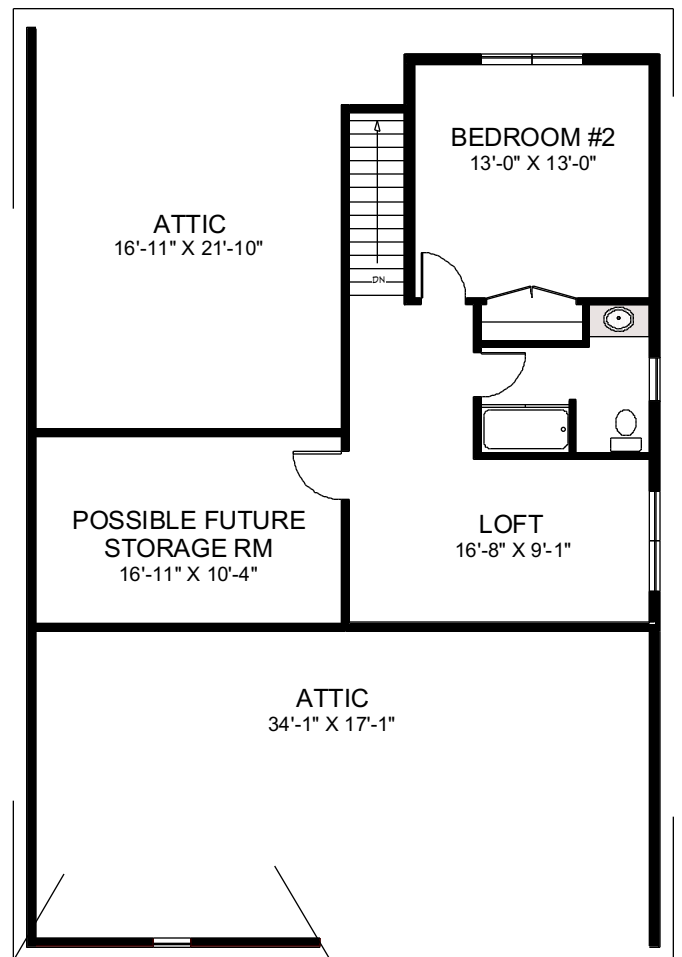 BEDROOM #2
13'-0" X 13'-0"
ATTIC
16'-11" X 21'-10"
DN
POSSIBLE FUTURE
STORAGE RM
16'-11" X 10'-4"
LOFT
16'-8" X 9'-1"
ATTIC
34'-1" X 17'-1"